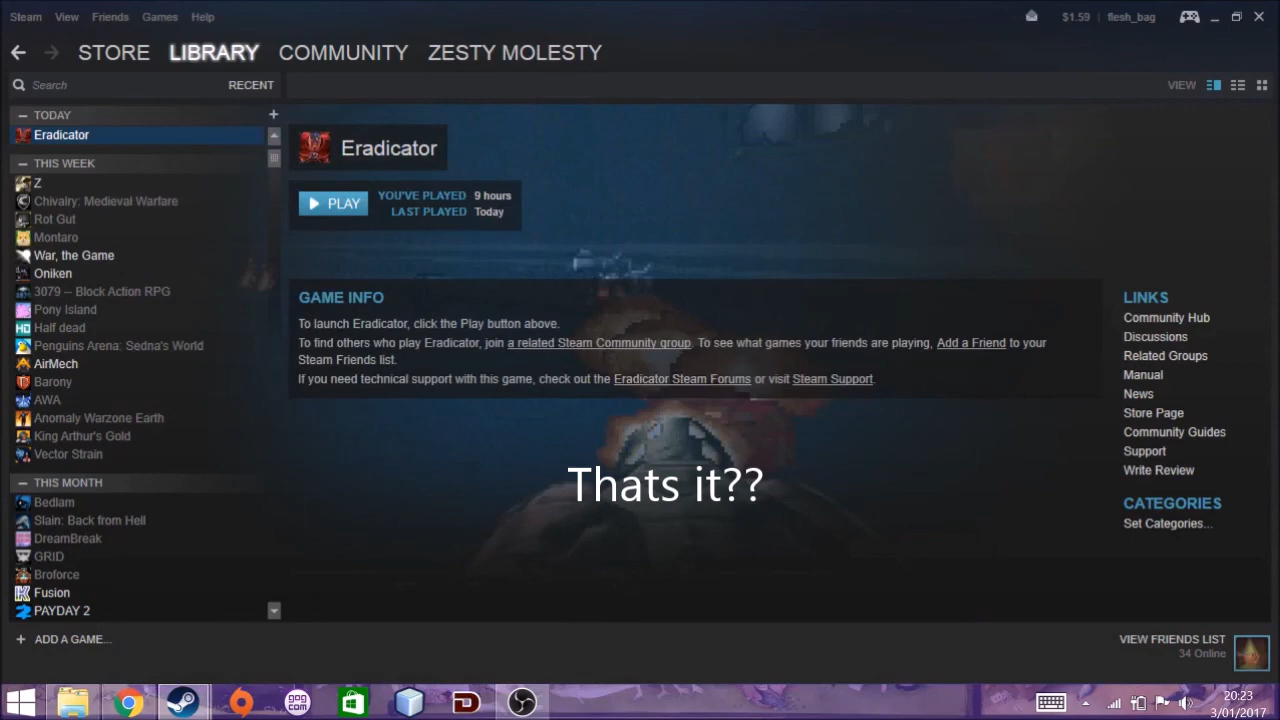 Steam View Friends Games Help
$1.59 flesh_bag
STORE LIBRARY COMMUNITY ZESTY MOLESTY
Search RECENT
VIEW
— TODAY +
Eradicator
— THIS WEEK
Z
Chivalry: Medieval Warfare
Rot Gut
Montaro
War, the Game
Oniken
3079 -- Block Action RPG
Pony Island
Half dead
Penguins Arena: Sedna's World
AirMech
Barony
AWA
Anomaly Warzone Earth
King Arthur's Gold
Vector Strain
— THIS MONTH
Bedlam
Slain: Back from Hell
DreamBreak
GRID
Broforce
Fusion
PAYDAY 2
+ ADD A GAME...
Eradicator
PLAY
YOU'VE PLAYED 9 hours
LAST PLAYED Today
GAME INFO
To launch Eradicator, click the Play button above.
To find others who play Eradicator, join a related Steam Community group. To see what games your friends are playing, Add a Friend to your
Steam Friends list.
If you need technical support with this game, check out the Eradicator Steam Forums or visit Steam Support.
Thats it??
LINKS
Community Hub
Discussions
Related Groups
Manual
News
Store Page
Community Guides
Support
Write Review
CATEGORIES
Set Categories...
VIEW FRIENDS LIST
34 Online
gog
com
20:23
3/01/2017